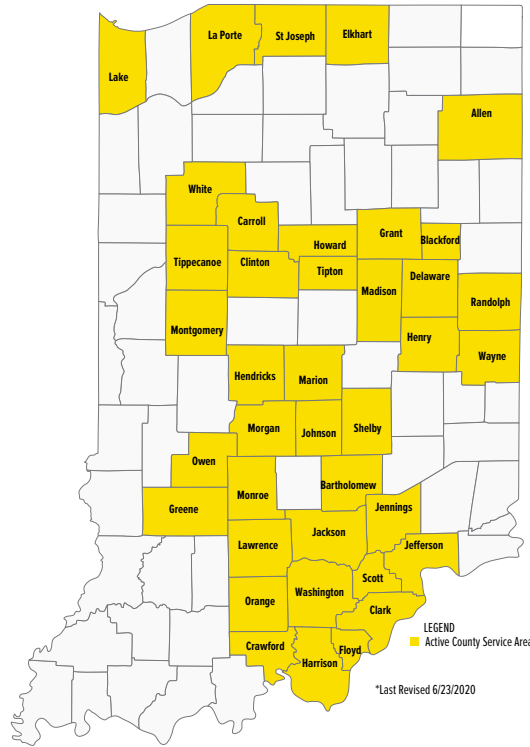 La Porte
St Joseph
Elkhart
Lake
Allen
White
Carroll
Grant
Blackford
Howard
Tippecanoe
Clinton
Tipton
Delaware
Madison
Randolph
Montgomery
Henry
Wayne
Hendricks
Marion
Morgan
Johnson
Shelby
Owen
Bartholomew
Monroe
Jennings
Greene
Jackson
Lawrence
Jefferson
Scott
Washington
Orange
Clark
LEGEND
Active County Service Area
Crawford
Floyd
Harrison
*Last Revised 6/23/2020